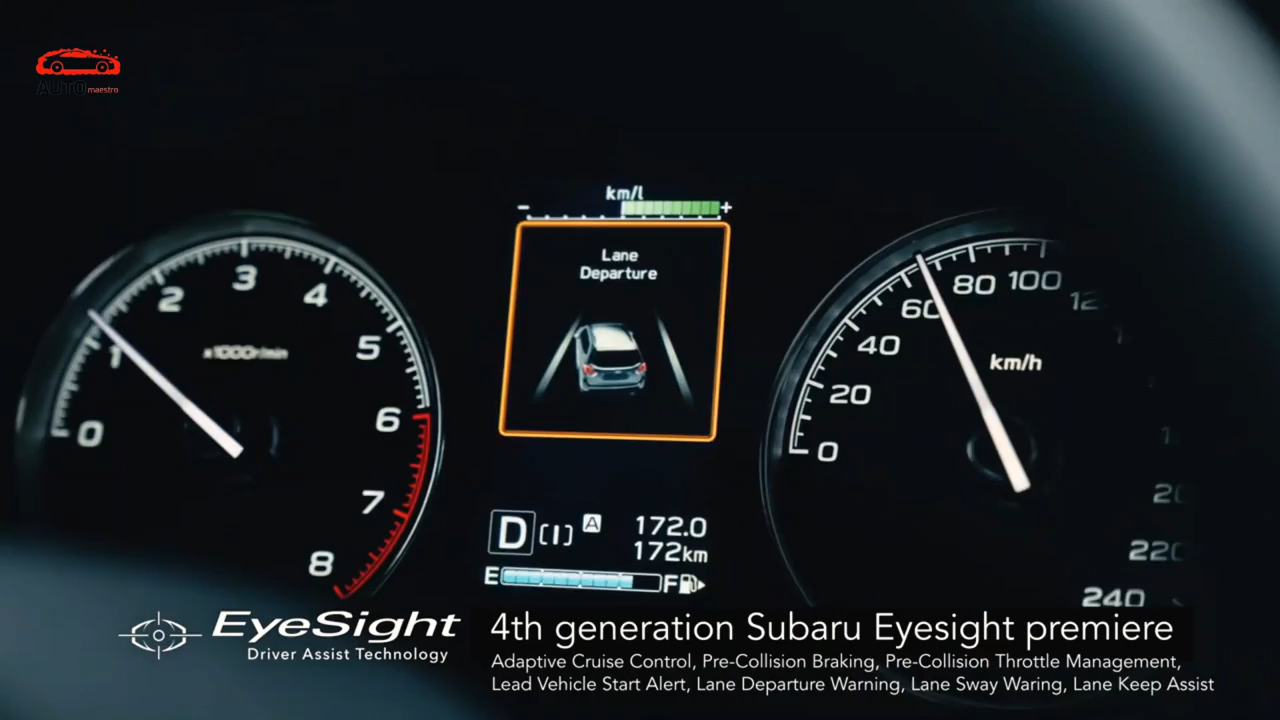 AUTO maestro
km/l
- +
Lane
Departure
0 1 2 3 4 5 6 7 8
x1000r/min
0 20 40 60 80 100
km/h
220
240
D A 172.0
172km
E F
EyeSight
Driver Assist Technology
4th generation Subaru Eyesight premiere
Adaptive Cruise Control, Pre-Collision Braking, Pre-Collision Throttle Management,
Lead Vehicle Start Alert, Lane Departure Warning, Lane Sway Waring, Lane Keep Assist